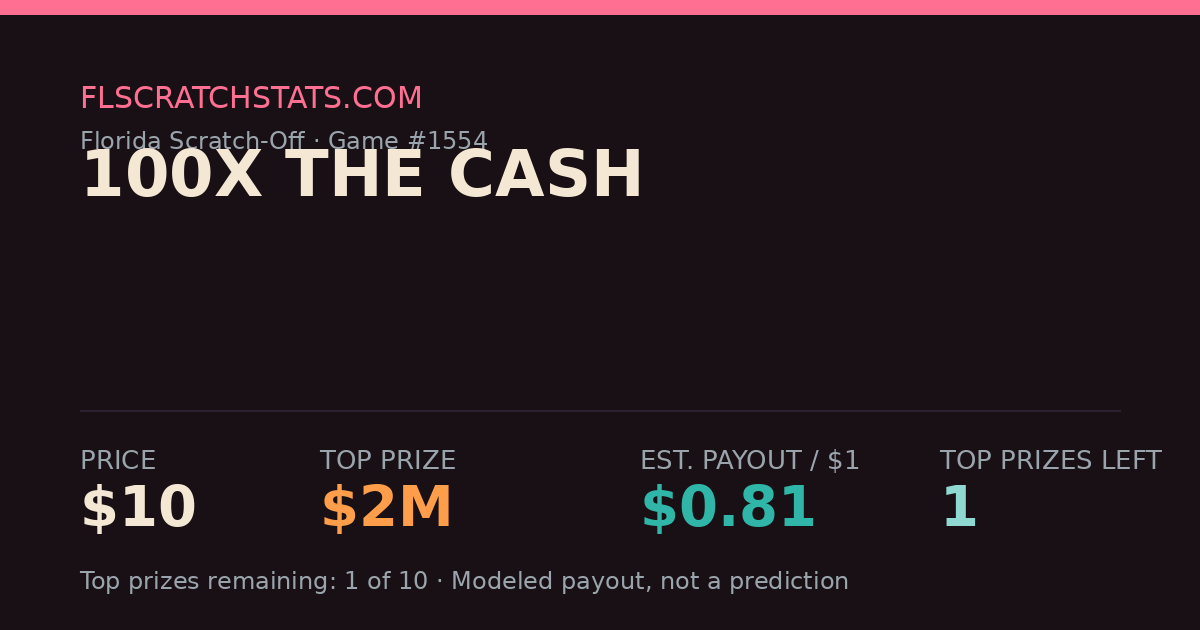 FLSCRATCHSTATS.COM
Florida Scratch-Off · Game #1554
100X THE CASH
PRICE
$10
TOP PRIZE
$2M
EST. PAYOUT / $1
$0.81
TOP PRIZES LEFT
1
Top prizes remaining: 1 of 10 · Modeled payout, not a prediction